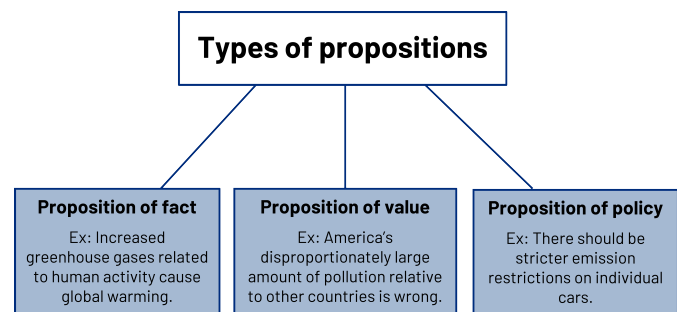 Types of propositions
Proposition of fact
Ex: Increased
greenhouse gases related
to human activity cause
global warming.
Proposition of value
Ex: America's
disproportionately large
amount of pollution relative
to other countries is wrong.
Proposition of policy
Ex: There should be
stricter emission
restrictions on individual
cars.